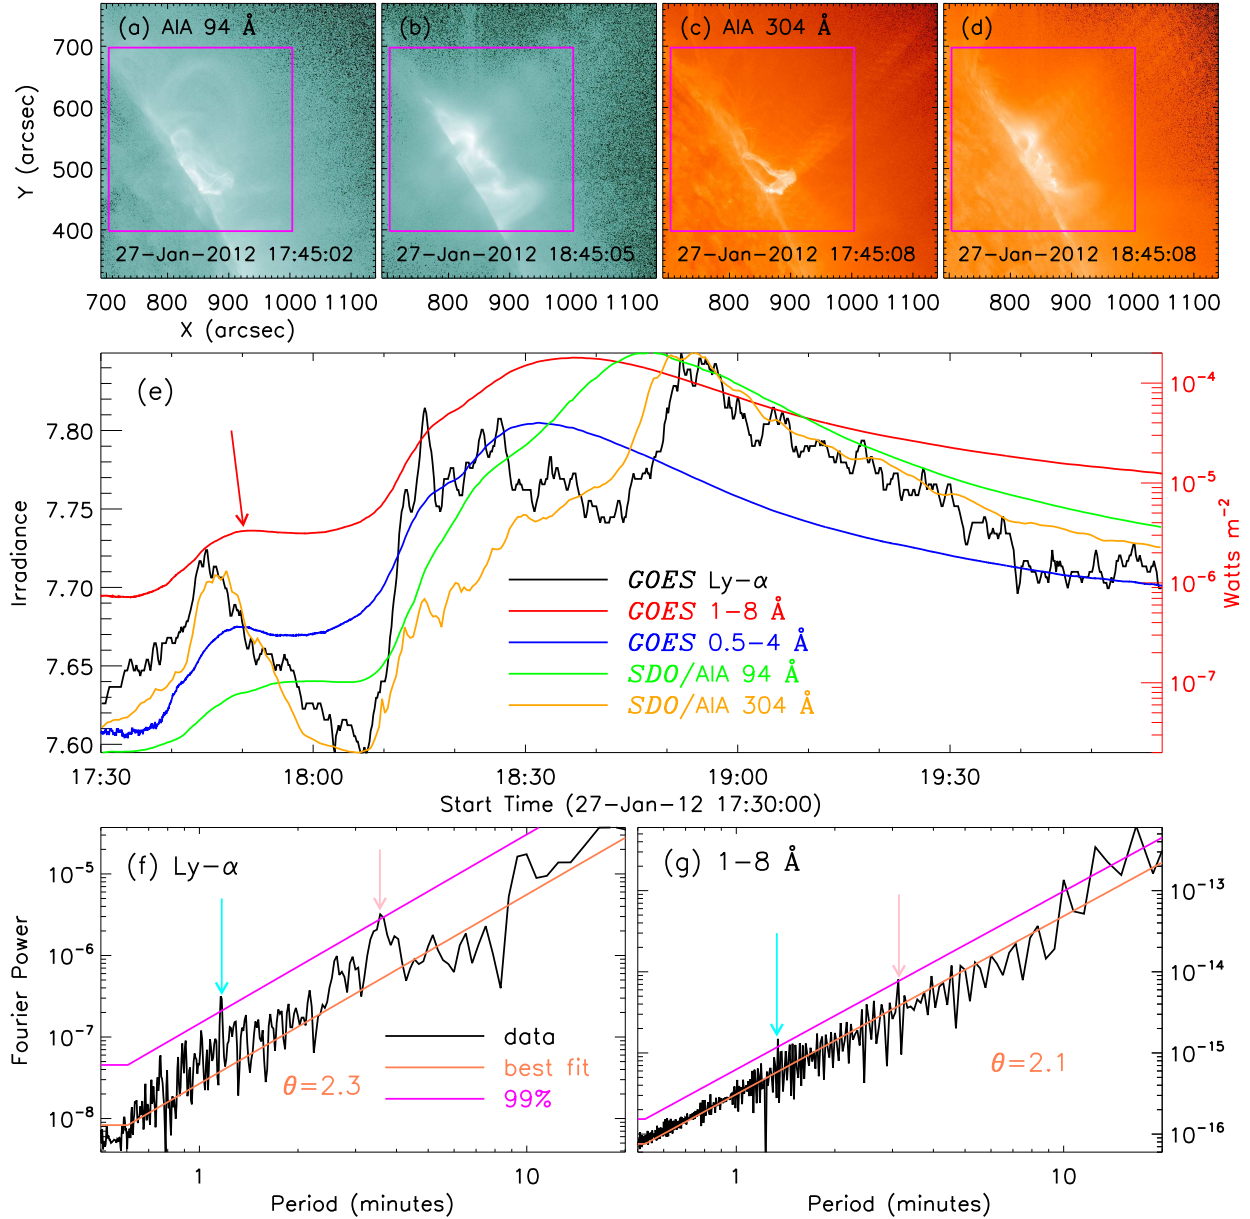 (a) AIA 94 Å
(b)
(c) AIA 304 Å
(d)
700
600
500
400
Y (arcsec)
27-Jan-2012 17:45:02
27-Jan-2012 18:45:05
27-Jan-2012 17:45:08
27-Jan-2012 18:45:08
700 800 900 1000 1100
800 900 1000 1100
800 900 1000 1100
800 900 1000 1100
X (arcsec)
(e)
7.80
7.75
7.70
7.65
7.60
Irradiance
10⁻⁴
10⁻⁵
10⁻⁶
10⁻⁷
Watts m⁻²
GOES Ly-α
GOES 1-8 Å
GOES 0.5-4 Å
SDO/AIA 94 Å
SDO/AIA 304 Å
17:30 18:00 18:30 19:00 19:30
Start Time (27-Jan-12 17:30:00)
(f) Ly-α
10⁻⁵
10⁻⁶
10⁻⁷
10⁻⁸
Fourier Power
θ=2.3
data
best fit
99%
1 10
Period (minutes)
(g) 1-8 Å
10⁻¹³
10⁻¹⁴
10⁻¹⁵
10⁻¹⁶
θ=2.1
1 10
Period (minutes)